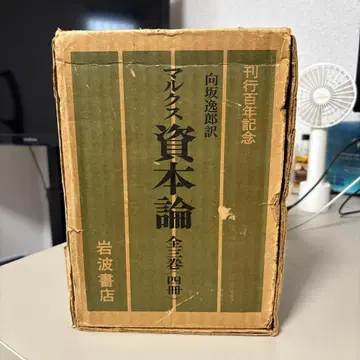 刊行百年記念
向坂逸郎訳
マルクス 資本論 全三巻(四冊)
岩波書店